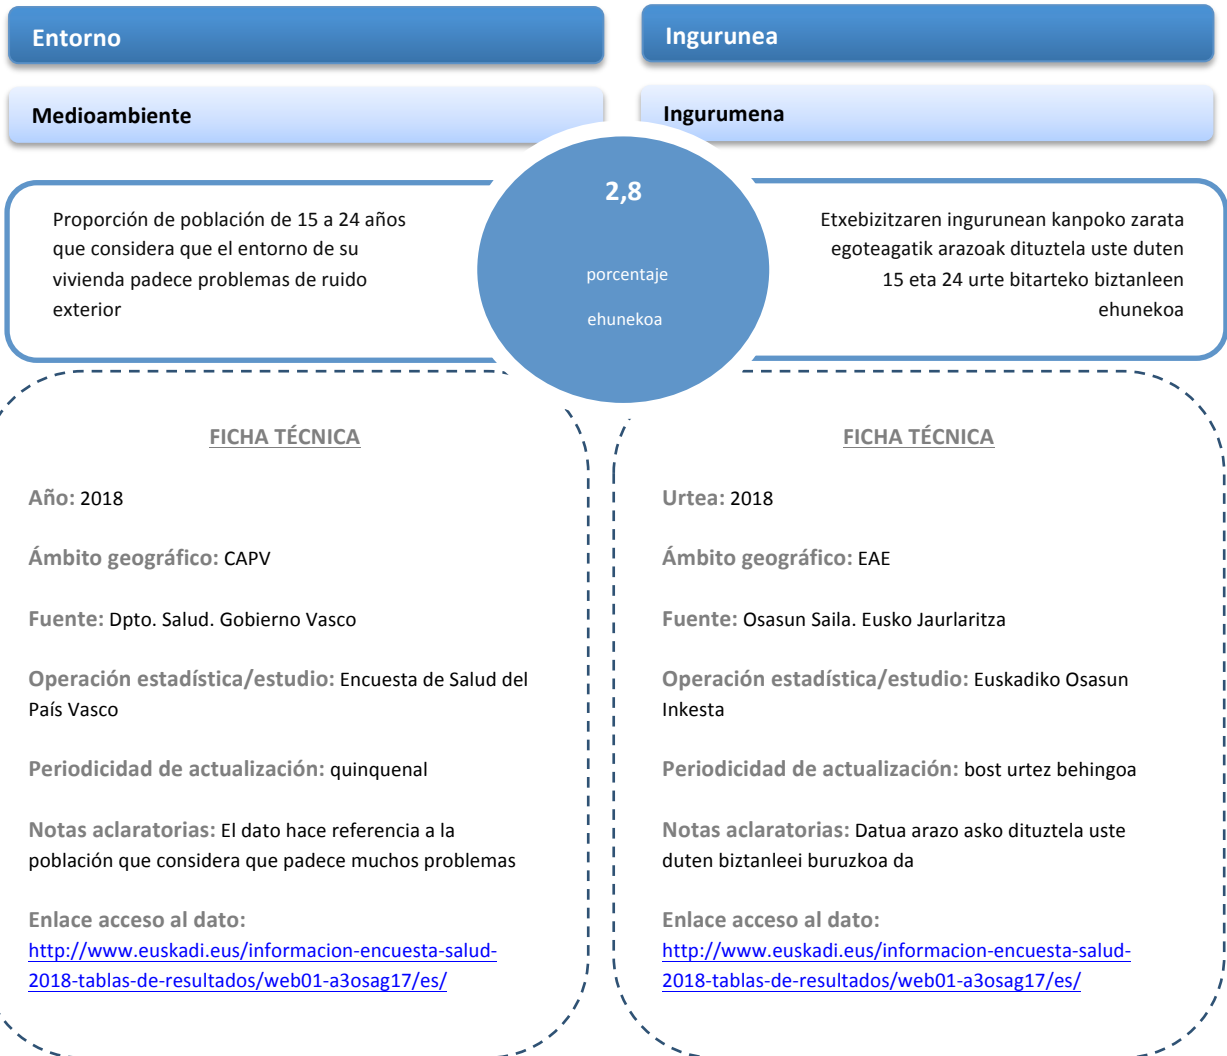 Entorno
Medioambiente
Proporción de población de 15 a 24 años
que considera que el entorno de su
vivienda padece problemas de ruido
exterior
2,8
porcentaje
ehunekoa
Ingurunea
Ingurumena
Etxebizitzaren ingurunean kanpoko zarata
egoteagatik arazoak dituztela uste duten
15 eta 24 urte bitarteko biztanleen
ehunekoa
FICHA TÉCNICA
Año: 2018
Ámbito geográfico: CAPV
Fuente: Dpto. Salud. Gobierno Vasco
Operación estadística/estudio: Encuesta de Salud del
País Vasco
Periodicidad de actualización: quinquenal
Notas aclaratorias: El dato hace referencia a la
población que considera que padece muchos problemas
Enlace acceso al dato:
http://www.euskadi.eus/informacion-encuesta-salud-
2018-tablas-de-resultados/web01-a3osag17/es/
FICHA TÉCNICA
Urtea: 2018
Ámbito geográfico: EAE
Fuente: Osasun Saila. Eusko Jaurlaritza
Operación estadística/estudio: Euskadiko Osasun
Inkesta
Periodicidad de actualización: bost urtez behingoa
Notas aclaratorias: Datua arazo asko dituztela uste
duten biztanleei buruzkoa da
Enlace acceso al dato:
http://www.euskadi.eus/informacion-encuesta-salud-
2018-tablas-de-resultados/web01-a3osag17/es/